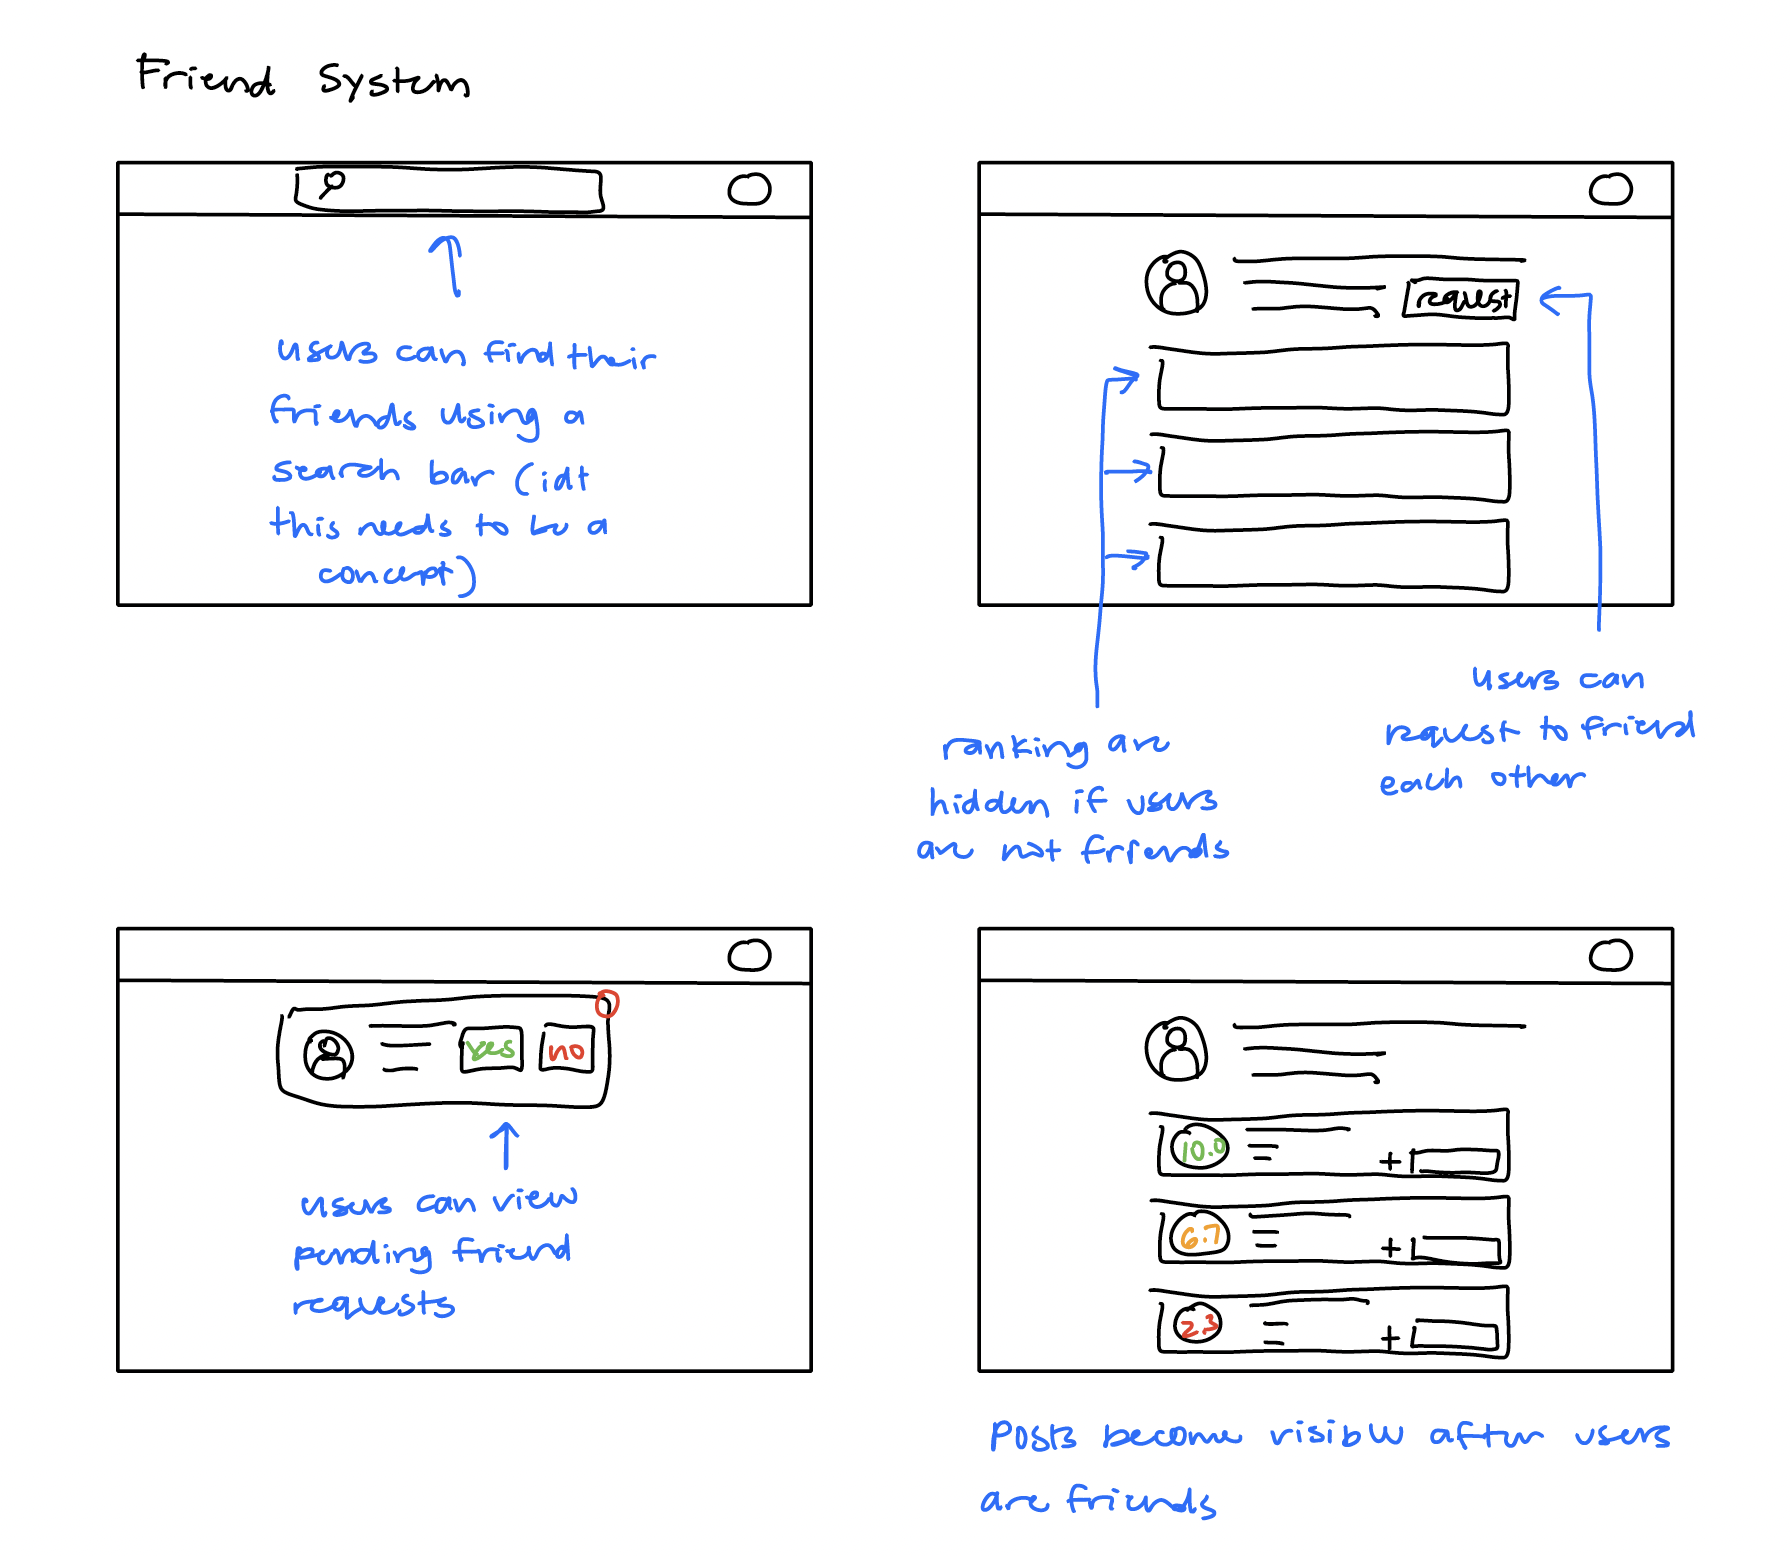 Friend System
users can find their
friends using a
search bar (idt
this needs to be a
concept)
request
ranking are
hidden if users
are not friends
users can
request to friend
each other
yes no
users can view
pending friend
requests
10.0
6.7
2.3
Posts become visible after users
are friends